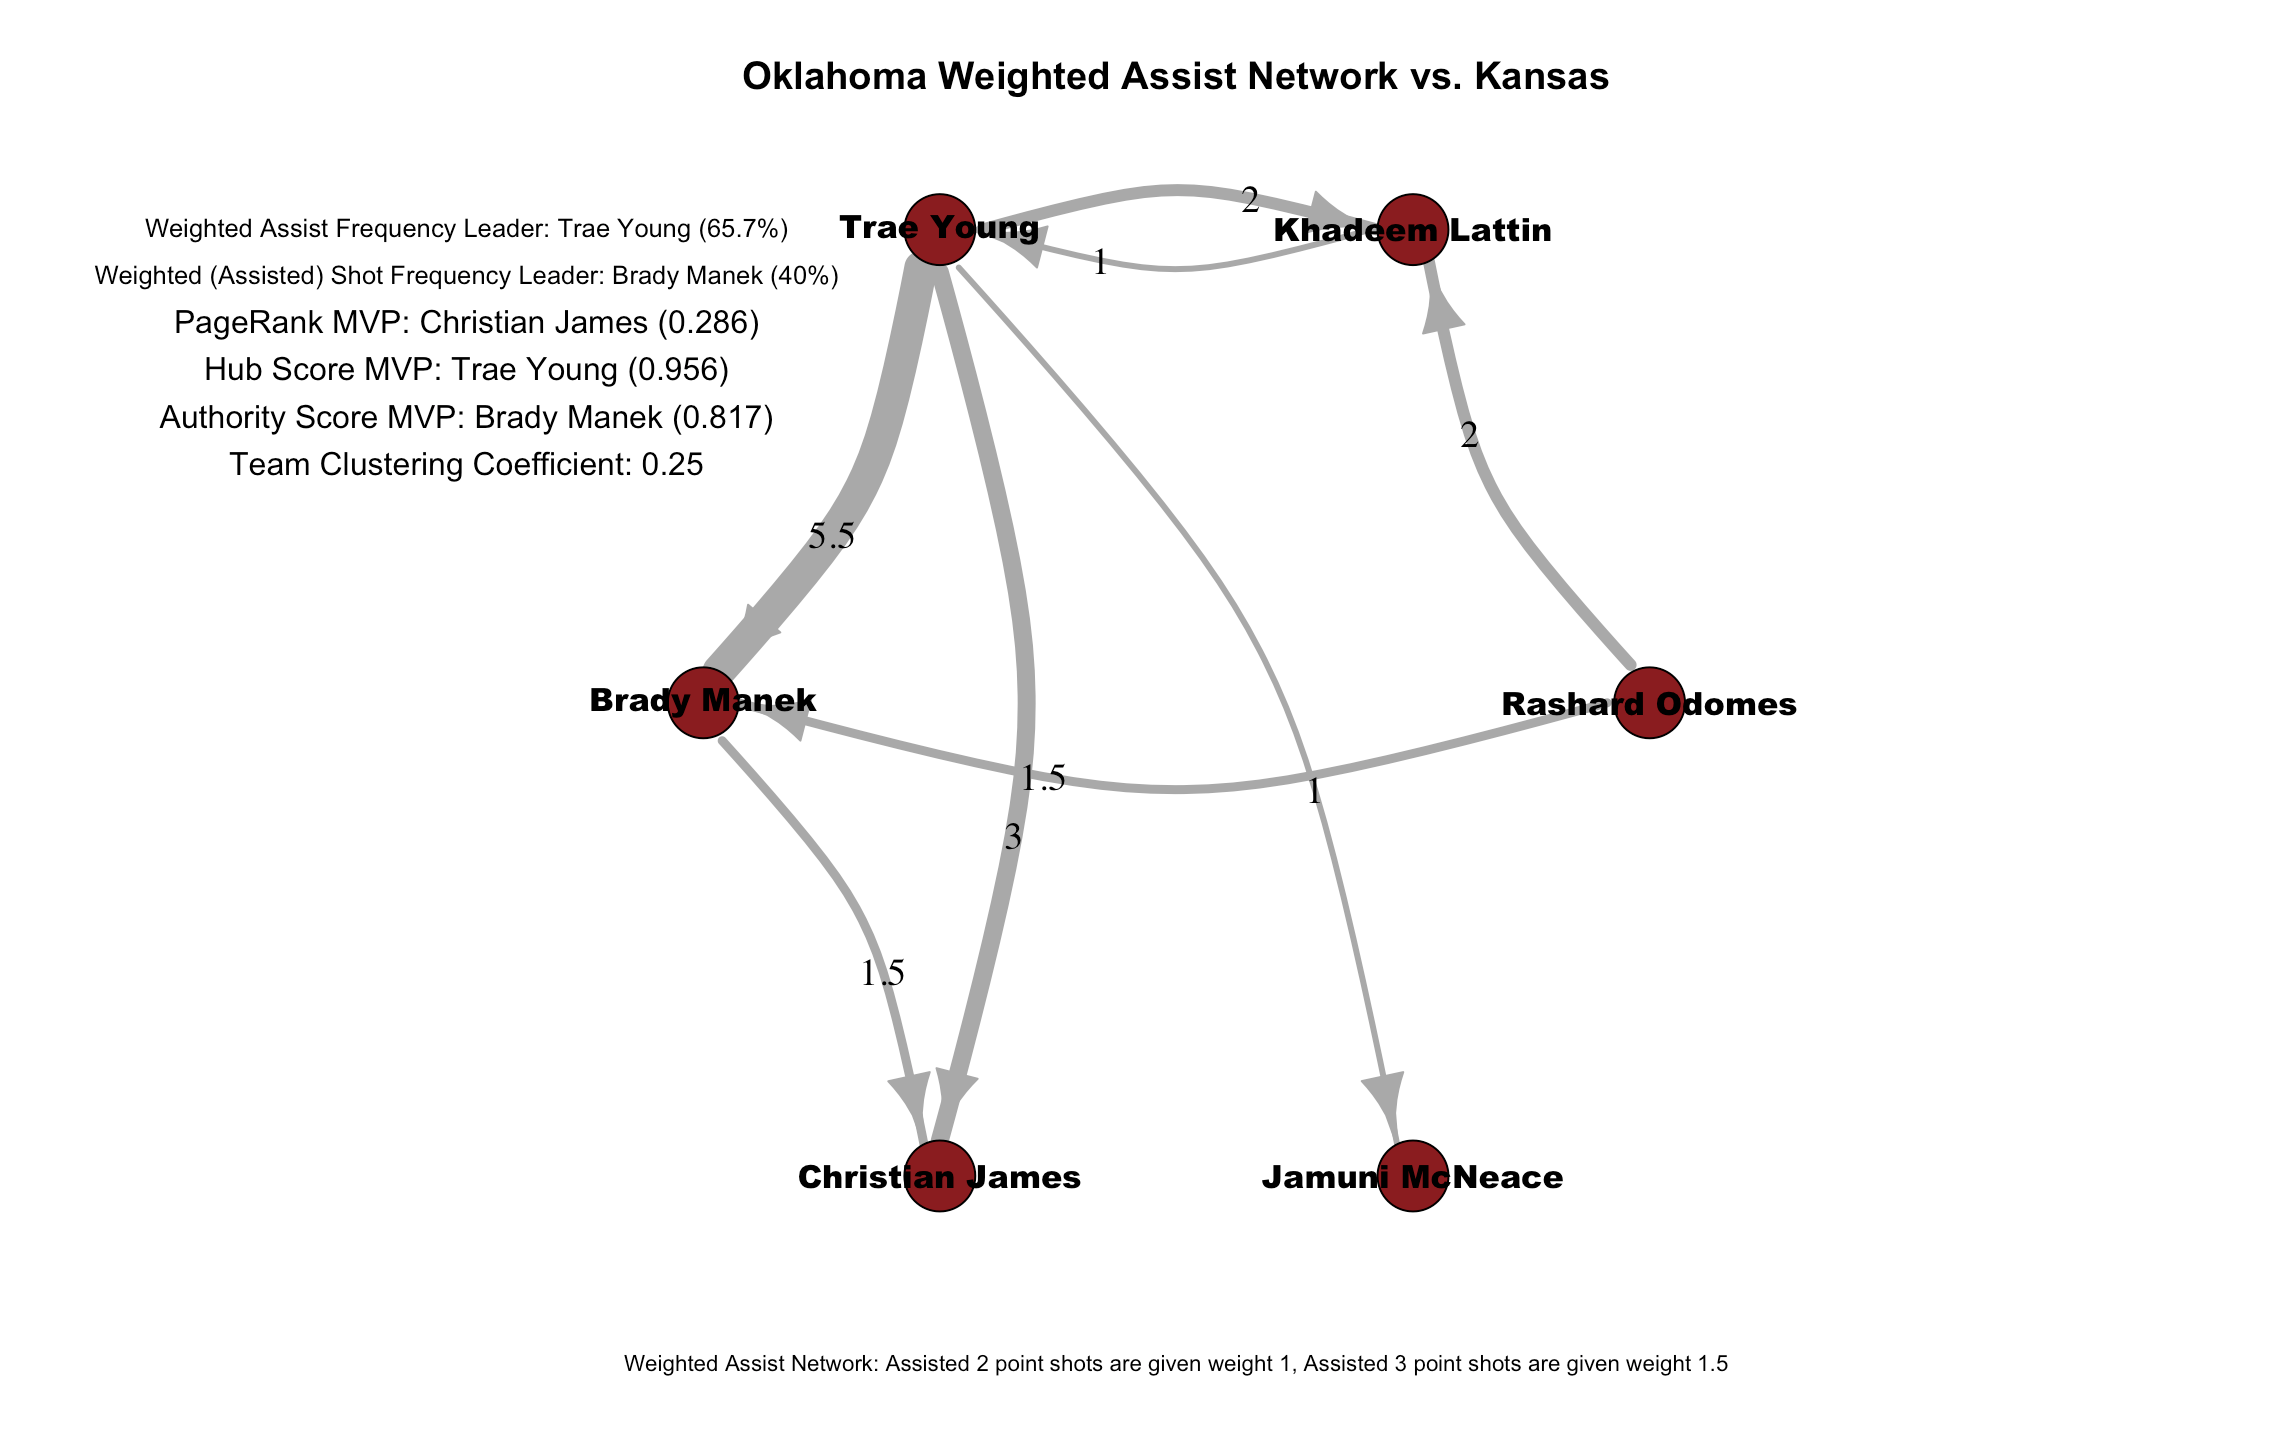 Oklahoma Weighted Assist Network vs. Kansas
Weighted Assist Frequency Leader: Trae Young (65.7%)
Weighted (Assisted) Shot Frequency Leader: Brady Manek (40%)
PageRank MVP: Christian James (0.286)
Hub Score MVP: Trae Young (0.956)
Authority Score MVP: Brady Manek (0.817)
Team Clustering Coefficient: 0.25
Trae Young
Khadeem Lattin
2
1
2
5.5
Brady Manek
Rashard Odomes
1.5
1
3
1.5
Christian James
Jamuni McNeace
Weighted Assist Network: Assisted 2 point shots are given weight 1, Assisted 3 point shots are given weight 1.5